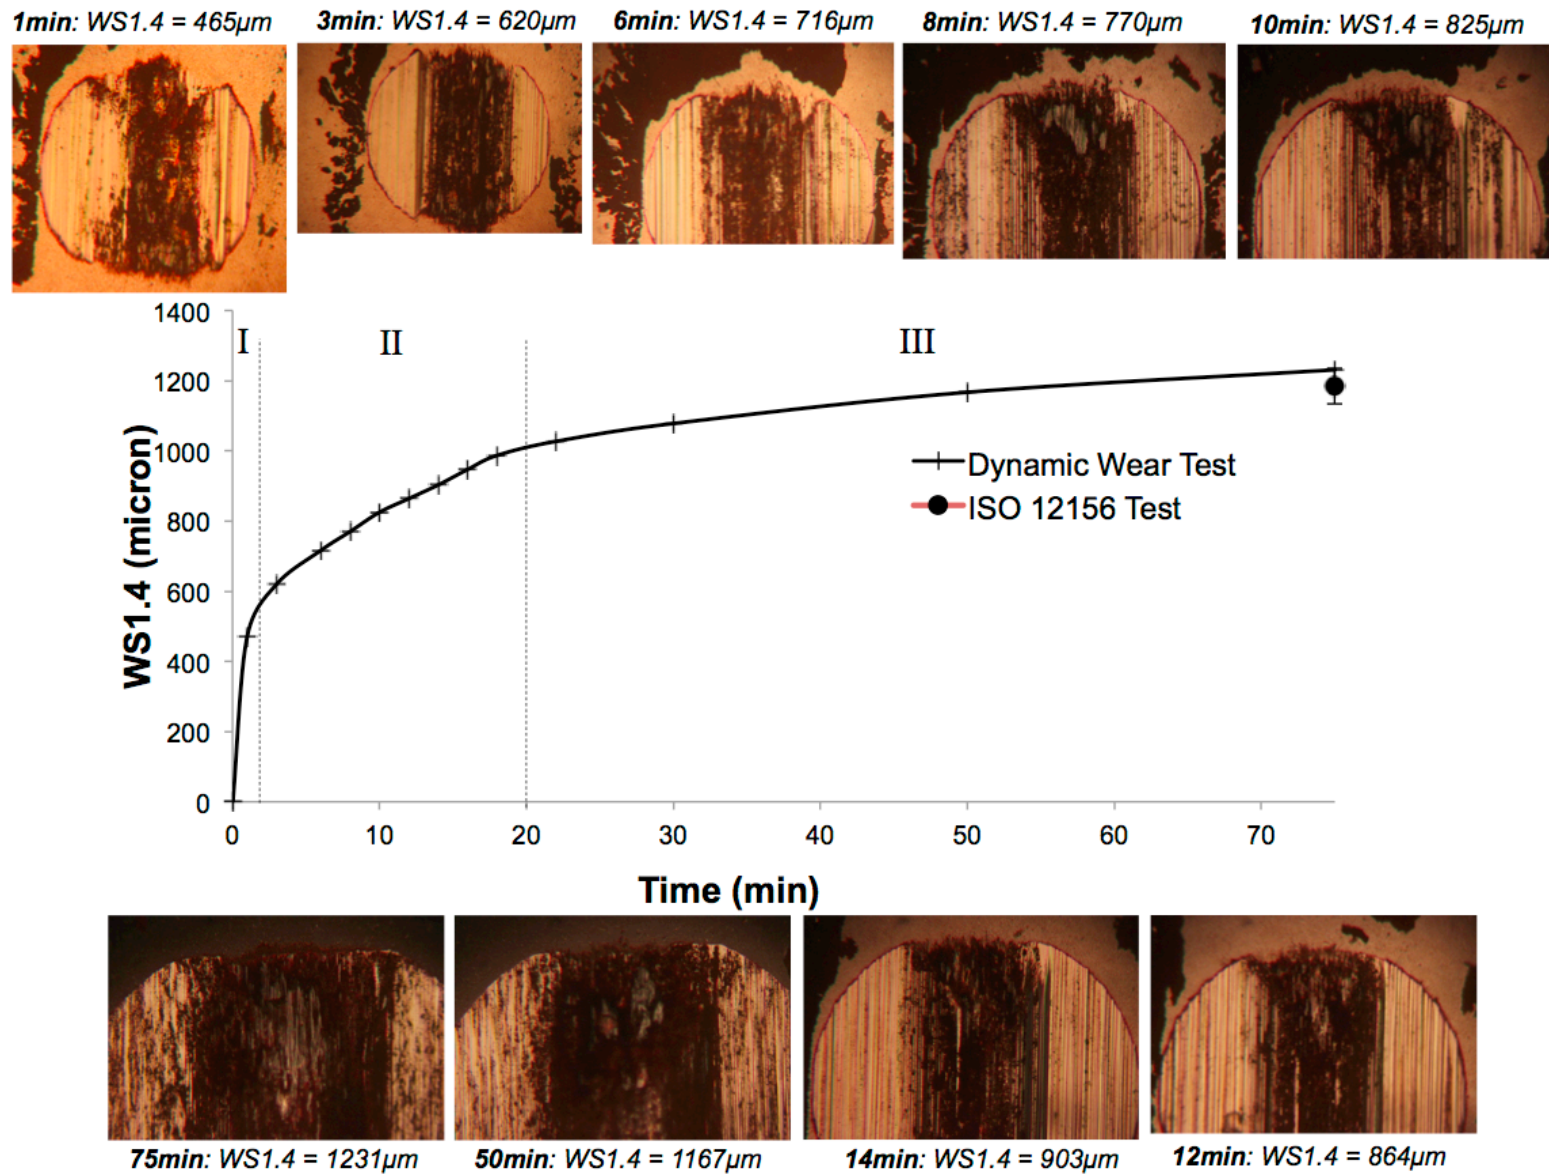 1min: WS1.4 = 465µm
3min: WS1.4 = 620µm
6min: WS1.4 = 716µm
8min: WS1.4 = 770µm
10min: WS1.4 = 825µm
1400
1200
1000
800
600
400
200
0
WS1.4 (micron)
I
II
III
Dynamic Wear Test
ISO 12156 Test
0 10 20 30 40 50 60 70
Time (min)
75min: WS1.4 = 1231µm
50min: WS1.4 = 1167µm
14min: WS1.4 = 903µm
12min: WS1.4 = 864µm